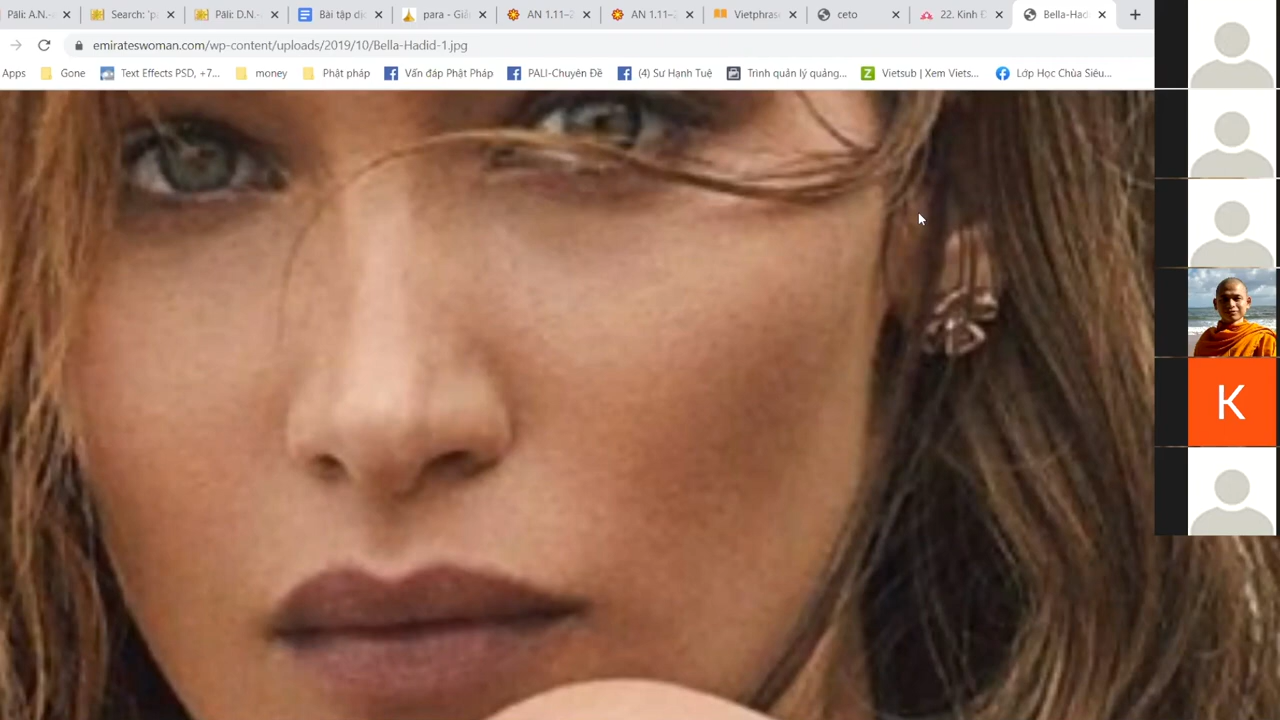 Pāli: A.N.-
Search: 'p
Pāli: D.N.-
Bài tập dị
para - Giả
AN 1.11–2
AN 1.11–
Vietphras
ceto
22. Kinh Đ
Bella-Had
emirateswoman.com/wp-content/uploads/2019/10/Bella-Hadid-1.jpg
Apps
Gone
Text Effects PSD, +7...
money
Phật pháp
Vấn đáp Phật Pháp
PALI-Chuyên Đề
(4) Sư Hạnh Tuệ
Trình quản lý quảng...
Vietsub | Xem Viets...
Lớp Học Chùa Siêu...
K